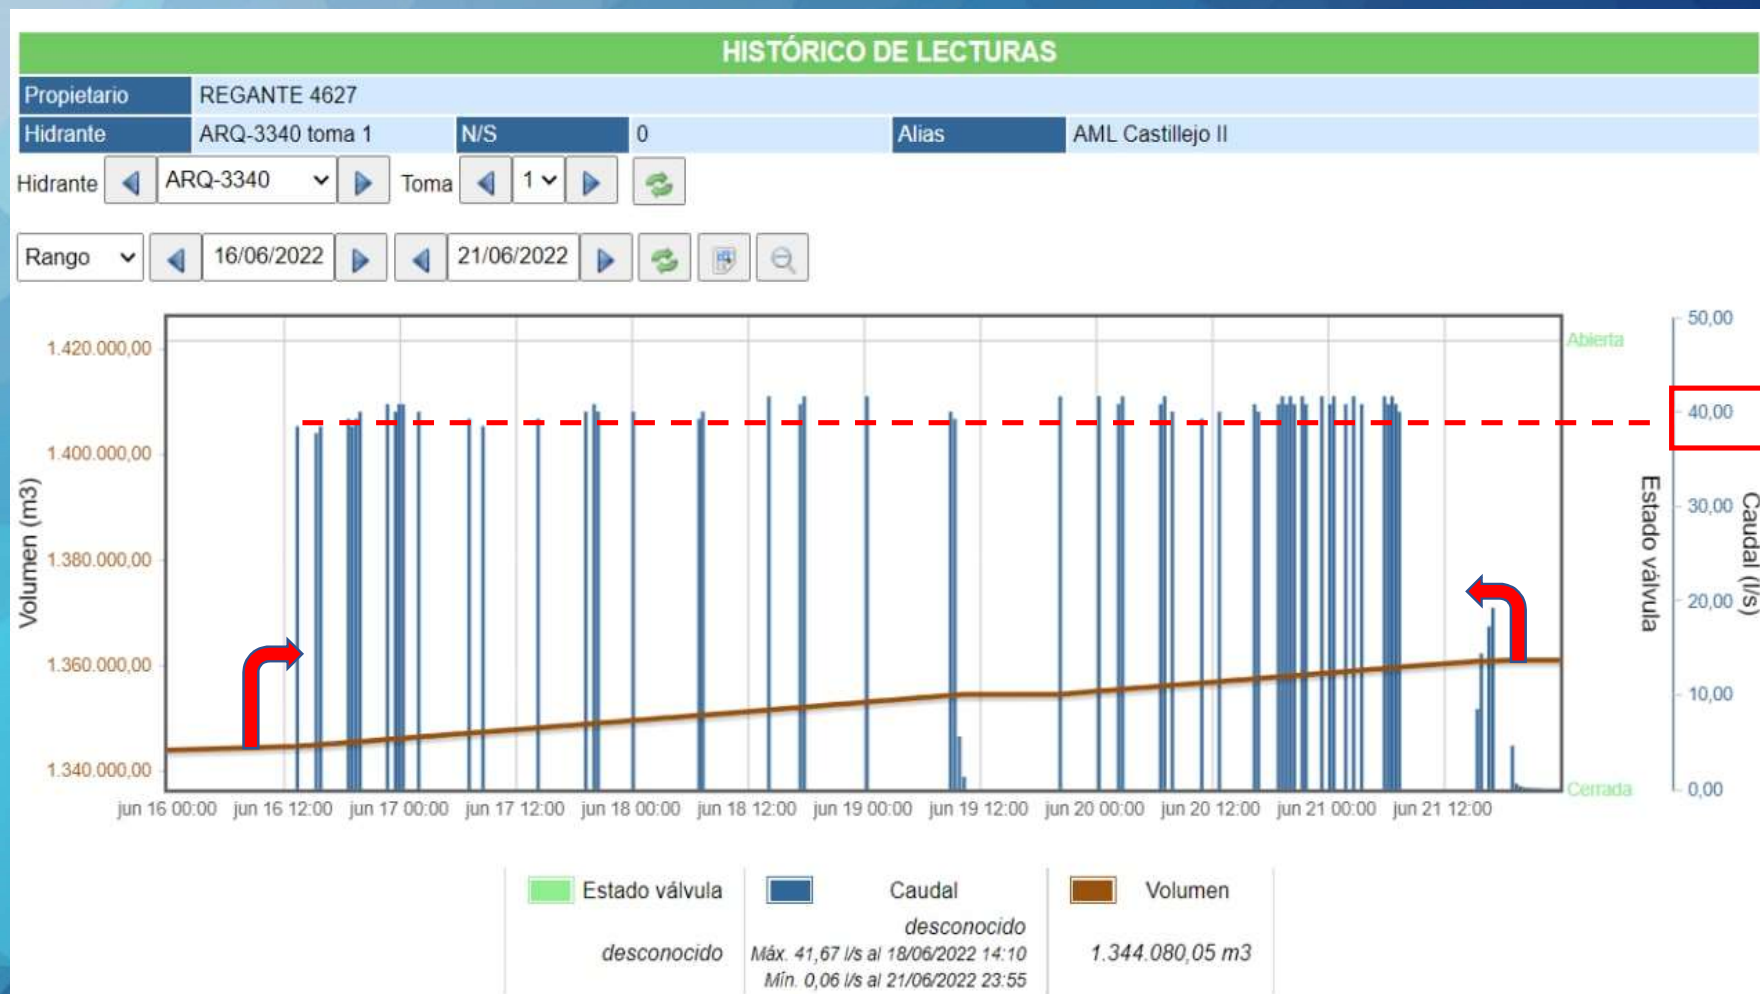 HISTÓRICO DE LECTURAS
Propietario REGANTE 4627
Hidrante ARQ-3340 toma 1 N/S 0 Alias AML Castillejo II
Hidrante ARQ-3340 Toma 1
Rango 16/06/2022 21/06/2022
Volumen (m3)
1.420.000,00
1.400.000,00
1.380.000,00
1.360.000,00
1.340.000,00
Abierta
Cerrada
Estado válvula
50,00
40,00
30,00
20,00
10,00
0,00
Caudal (l/s)
jun 16 00:00 jun 16 12:00 jun 17 00:00 jun 17 12:00 jun 18 00:00 jun 18 12:00 jun 19 00:00 jun 19 12:00 jun 20 00:00 jun 20 12:00 jun 21 00:00 jun 21 12:00
Estado válvula Caudal Volumen
desconocido
desconocido Máx. 41,67 l/s al 18/06/2022 14:10 1.344.080,05 m3
Mín. 0,06 l/s al 21/06/2022 23:55